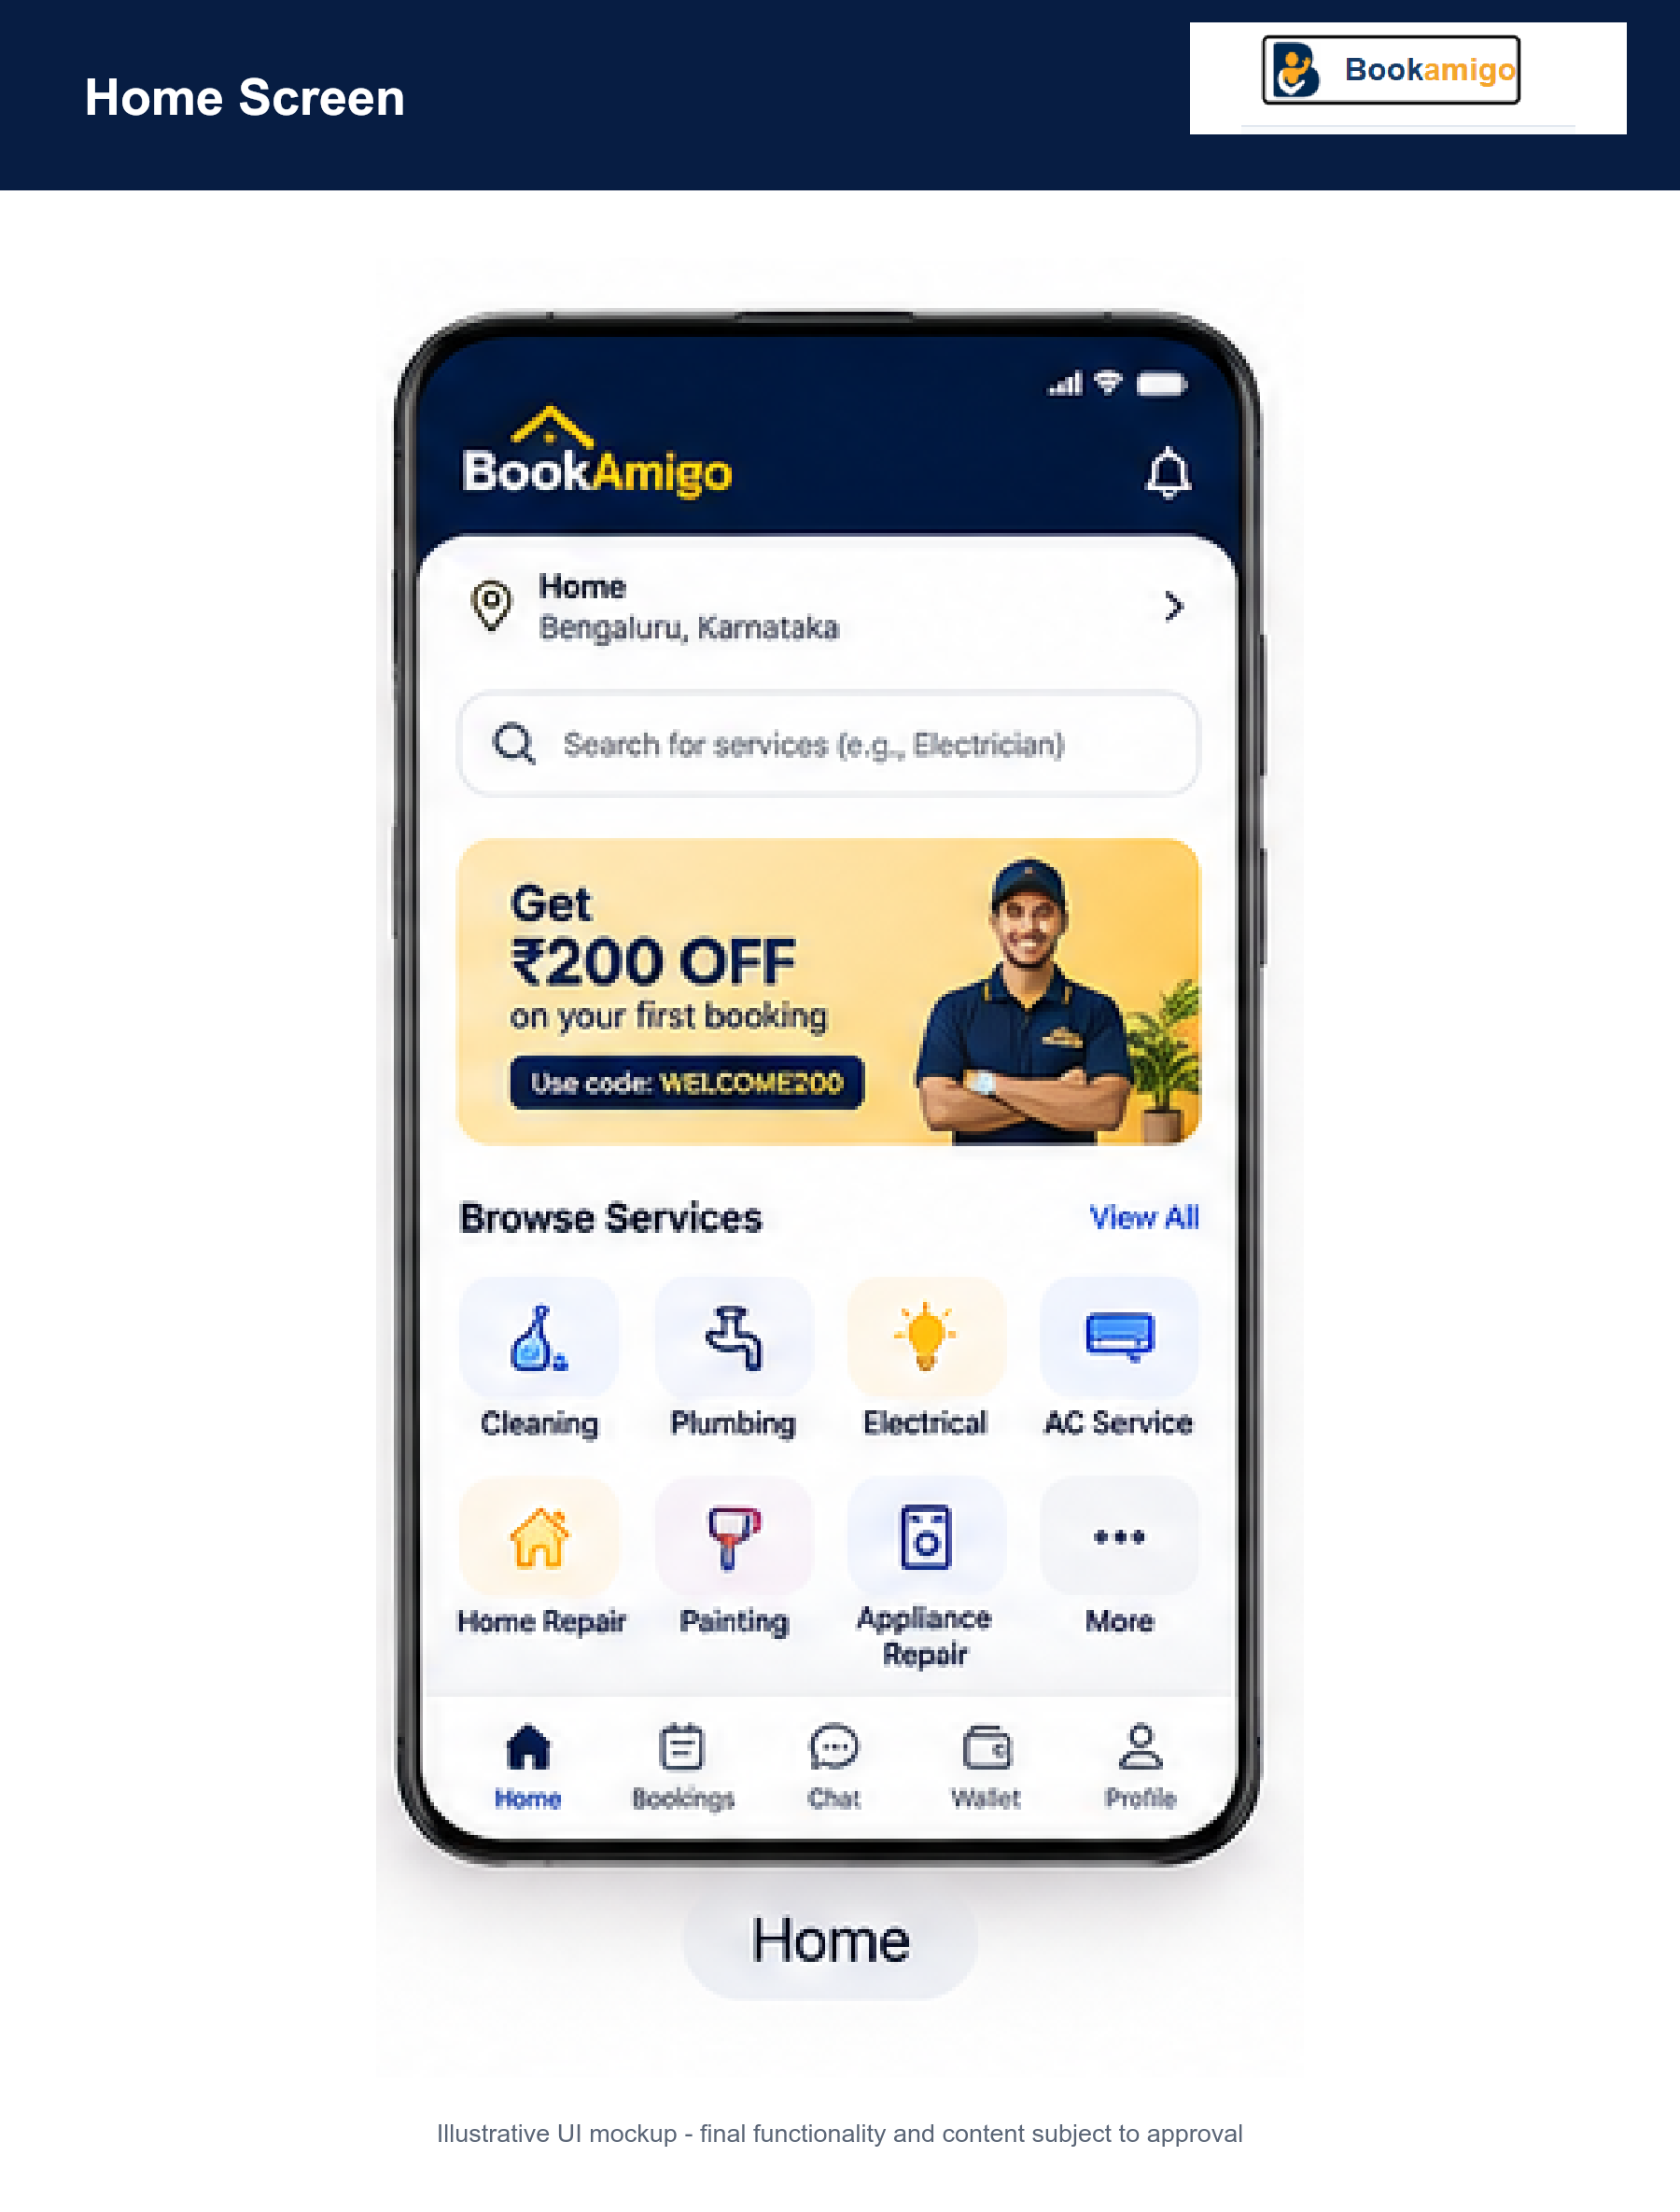 Home Screen
Bookamigo
BookAmigo
Home
Bengaluru, Karnataka
Search for services (e.g., Electrician)
Get
₹200 OFF
on your first booking
Use code: WELCOME200
Browse Services
View All
Cleaning
Plumbing
Electrical
AC Service
Home Repair
Painting
Appliance
Repair
More
Home
Bookings
Chat
Wallet
Profile
Home
Illustrative UI mockup - final functionality and content subject to approval